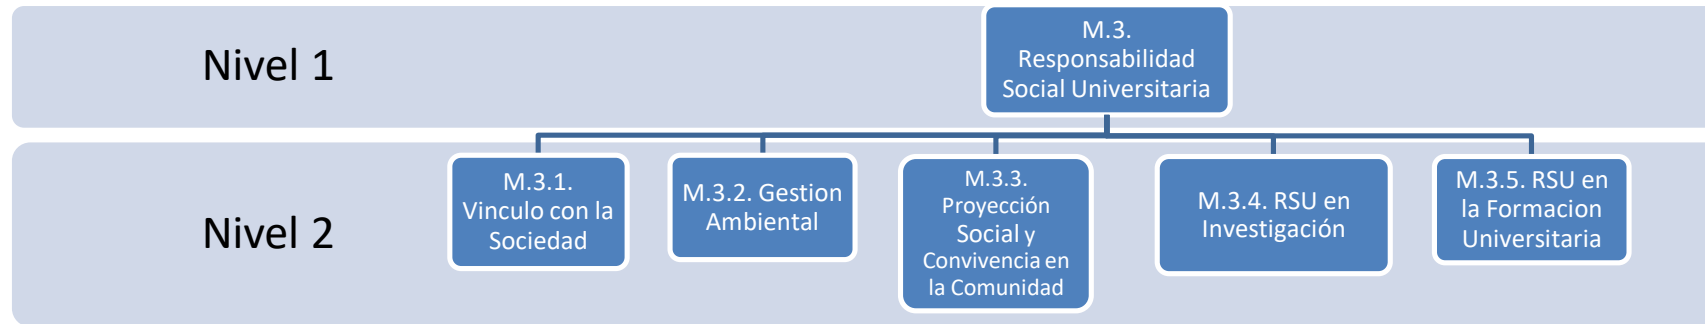 Nivel 1
M.3.
Responsabilidad
Social Universitaria
Nivel 2
M.3.1.
Vinculo con la
Sociedad
M.3.2. Gestion
Ambiental
M.3.3.
Proyección
Social y
Convivencia en
la Comunidad
M.3.4. RSU en
Investigación
M.3.5. RSU en
la Formacion
Universitaria